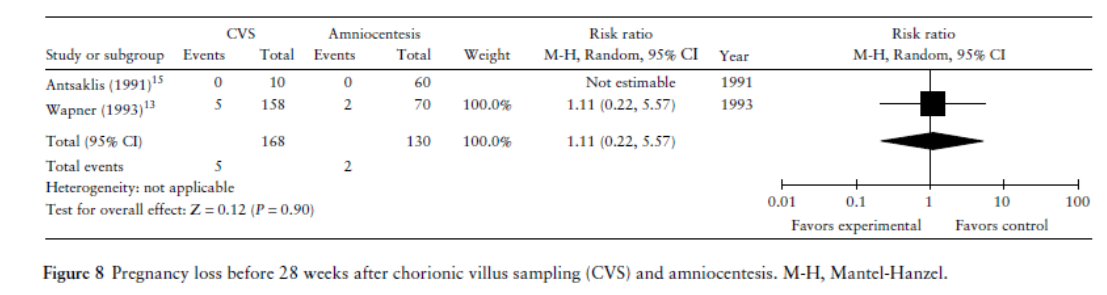 CVS Amniocentesis Risk ratio Risk ratio
Study or subgroup Events Total Events Total Weight M-H, Random, 95% CI Year M-H, Random, 95% CI
Antsaklis (1991)15 0 10 0 60 Not estimable 1991
Wapner (1993)13 5 158 2 70 100.0% 1.11 (0.22, 5.57) 1993
Total (95% CI) 168 130 100.0% 1.11 (0.22, 5.57)
Total events 5 2
Heterogeneity: not applicable
Test for overall effect: Z = 0.12 (P = 0.90)
0.01 0.1 1 10 100
Favors experimental Favors control
Figure 8 Pregnancy loss before 28 weeks after chorionic villus sampling (CVS) and amniocentesis. M-H, Mantel-Hanzel.